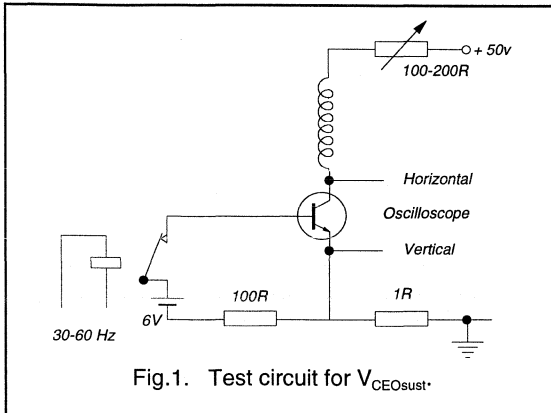 + 50v
100-200R
Horizontal
Oscilloscope
Vertical
100R
1R
6V
30-60 Hz
Fig.1. Test circuit for VCEOsust.